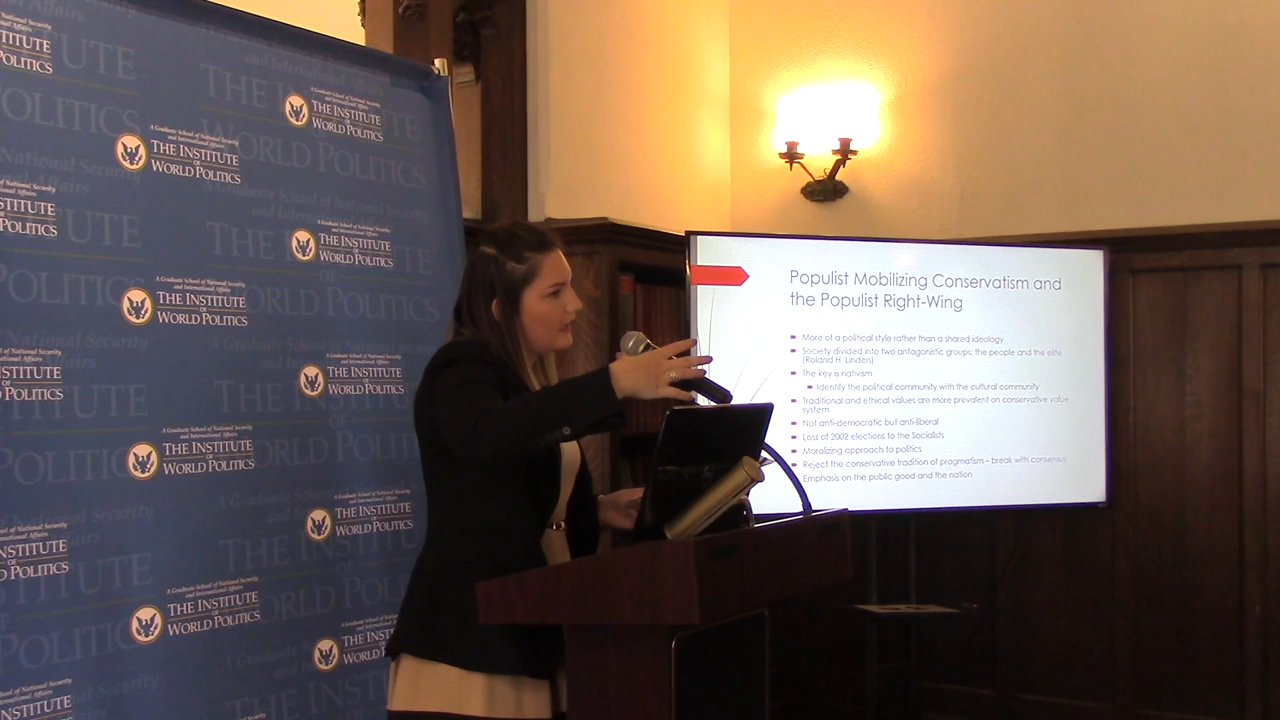 A Graduate School of National Security
and International Affairs
THE INSTITUTE
OF
WORLD POLITICS
Populist Mobilizing Conservatism and
the Populist Right-Wing
More of a political style rather than a shared ideology
Society divided into two antagonistic groups: the people and the elite
(Roland H. Linden)
The key is nativism
Identify the political community with the cultural community
Traditional and ethical values are more prevalent on conservative value
system
Not anti-democratic but anti-liberal
Loss of 2002 elections to the Socialists
Moralizing approach to politics
Reject the conservative tradition of pragmatism – break with consensus
Emphasis on the public good and the nation